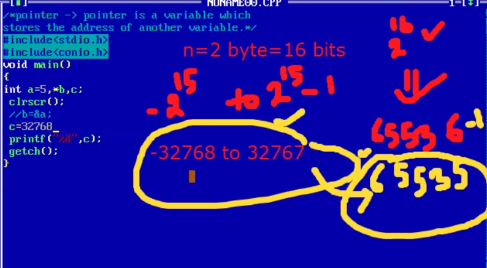 NONAME00.CPP
1=[↕]
/*pointer -> pointer is a variable which
stores the address of another variable.*/
#include<stdio.h>
#include<conio.h>
void main()
{
int a=5,*b,c;
clrscr();
//b=&a;
c=32768_
printf("%d",c);
getch();
}
n=2 byte=16 bits
2^16
-2^15 to 2^15-1
65536-1
-32768 to 32767
65535